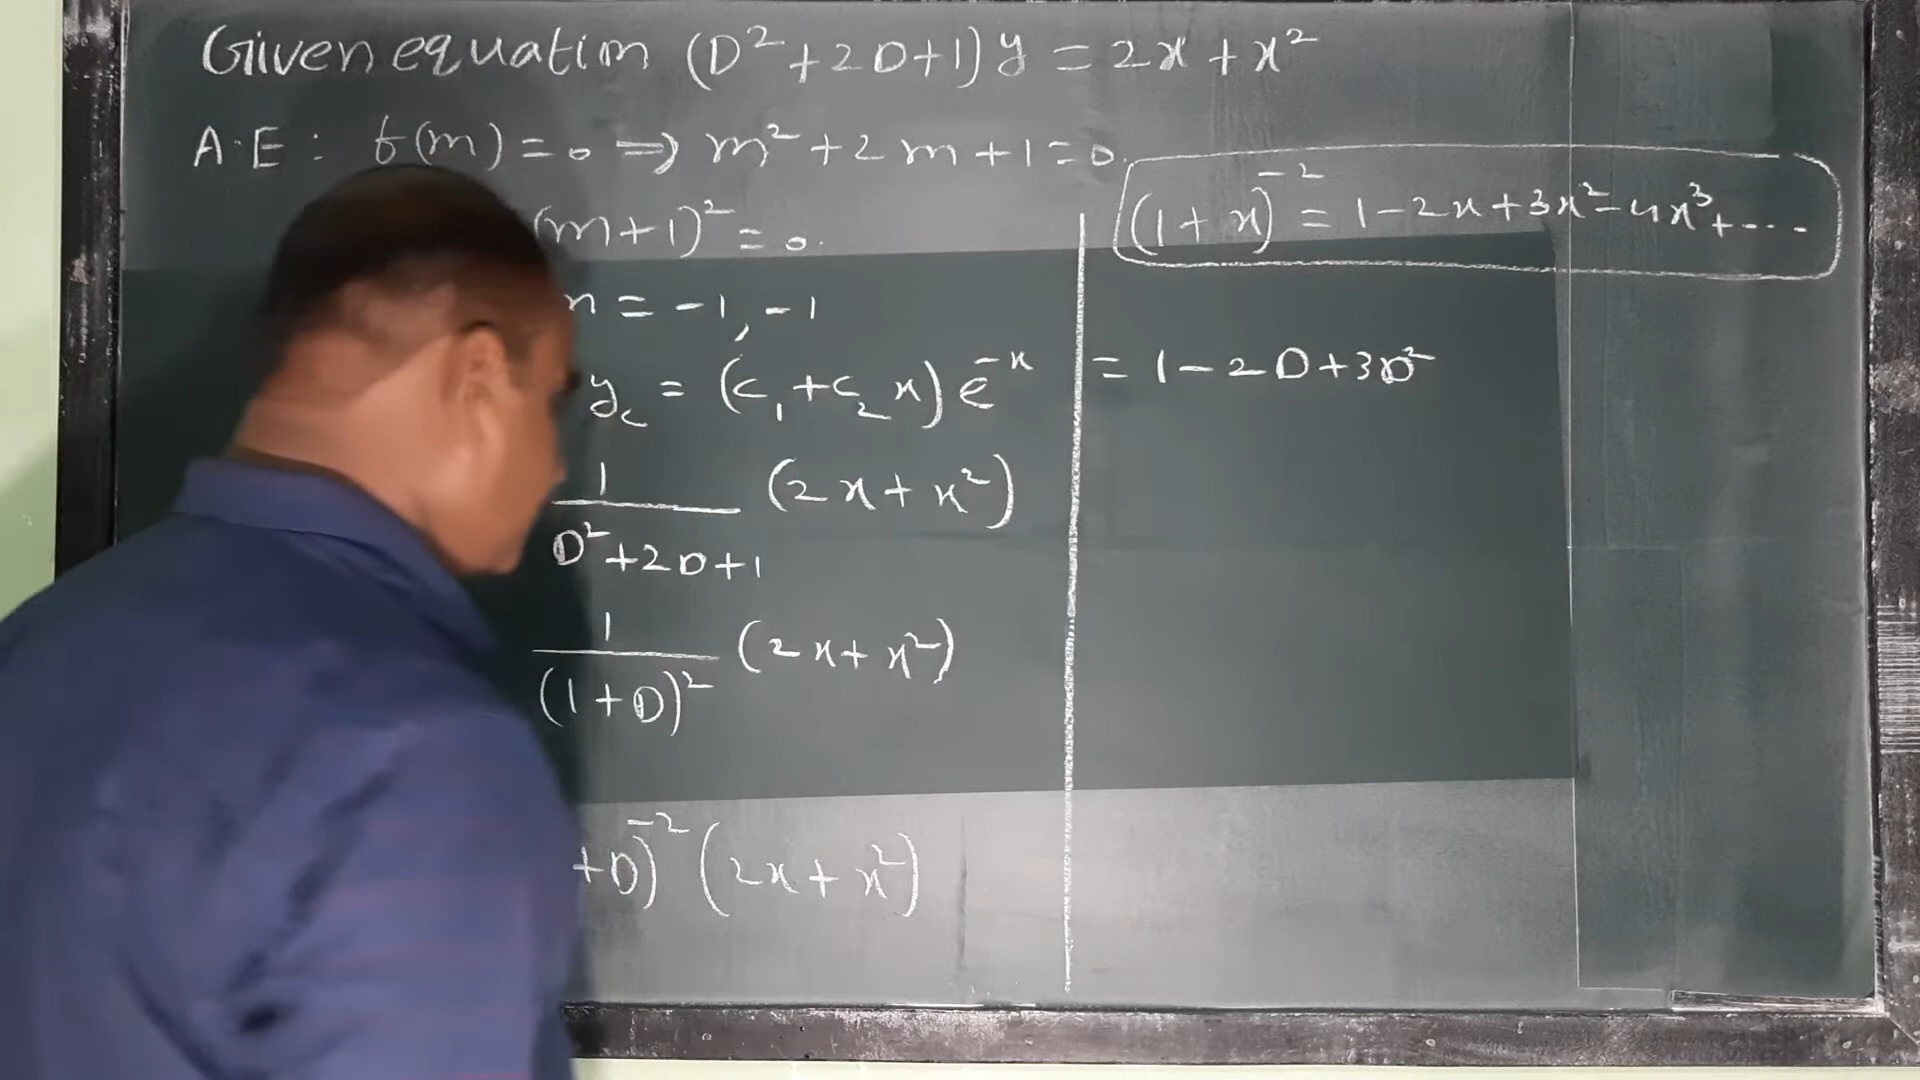 Given equation (D²+2D+1)y = 2x+x²
A.E: f(m)=0 ⇒ m²+2m+1=0.
(m+1)²=0.
m = -1, -1
y_c = (c₁+c₂x)e^{-x}
1/(D²+2D+1) (2x+x²)
1/(1+D)² (2x+x²)
+D)^{-2} (2x+x²)
(1+x)^{-2} = 1-2x+3x²-4x³+....
= 1-2D+3D²